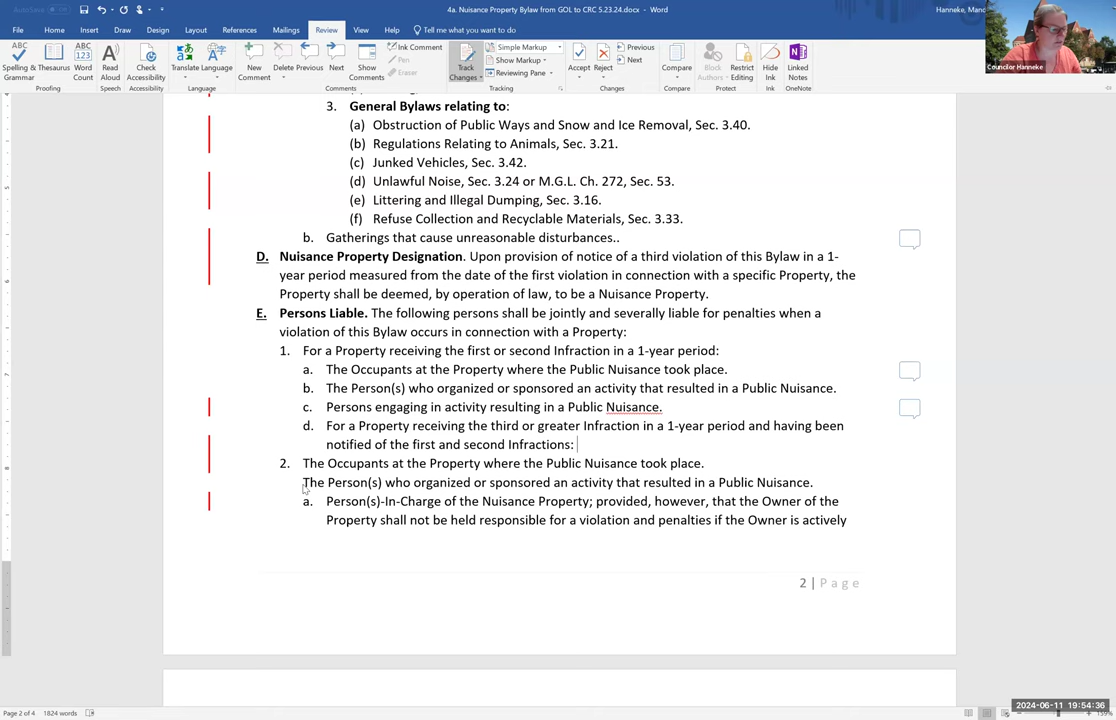 AutoSave
4a. Nuisance Property Bylaw from GOL to CRC 5.23.24.docx - Word
Hanneke, Mand
File Home Insert Draw Design Layout References Mailings Review View Help Tell me what you want to do
Spelling & Grammar
Thesaurus
Word Count
Read Aloud
Check Accessibility
Translate
Language
New Comment
Delete
Previous
Next
Show Comments
Ink Comment
Pen
Eraser
Track Changes
Simple Markup
Show Markup
Reviewing Pane
Accept
Reject
Previous
Next
Compare
Block Authors
Restrict Editing
Hide Ink
Linked Notes
Proofing Speech Accessibility Language Comments Tracking Changes Compare Protect Ink OneNote
Councilor Hanneke
3. General Bylaws relating to:
(a) Obstruction of Public Ways and Snow and Ice Removal, Sec. 3.40.
(b) Regulations Relating to Animals, Sec. 3.21.
(c) Junked Vehicles, Sec. 3.42.
(d) Unlawful Noise, Sec. 3.24 or M.G.L. Ch. 272, Sec. 53.
(e) Littering and Illegal Dumping, Sec. 3.16.
(f) Refuse Collection and Recyclable Materials, Sec. 3.33.
b. Gatherings that cause unreasonable disturbances..
D. Nuisance Property Designation. Upon provision of notice of a third violation of this Bylaw in a 1-
year period measured from the date of the first violation in connection with a specific Property, the
Property shall be deemed, by operation of law, to be a Nuisance Property.
E. Persons Liable. The following persons shall be jointly and severally liable for penalties when a
violation of this Bylaw occurs in connection with a Property:
1. For a Property receiving the first or second Infraction in a 1-year period:
a. The Occupants at the Property where the Public Nuisance took place.
b. The Person(s) who organized or sponsored an activity that resulted in a Public Nuisance.
c. Persons engaging in activity resulting in a Public Nuisance.
d. For a Property receiving the third or greater Infraction in a 1-year period and having been
notified of the first and second Infractions:
2. The Occupants at the Property where the Public Nuisance took place.
The Person(s) who organized or sponsored an activity that resulted in a Public Nuisance.
a. Person(s)-In-Charge of the Nuisance Property; provided, however, that the Owner of the
Property shall not be held responsible for a violation and penalties if the Owner is actively
2 | Page
Page 2 of 4 1824 words
2024-06-11 19:54:36